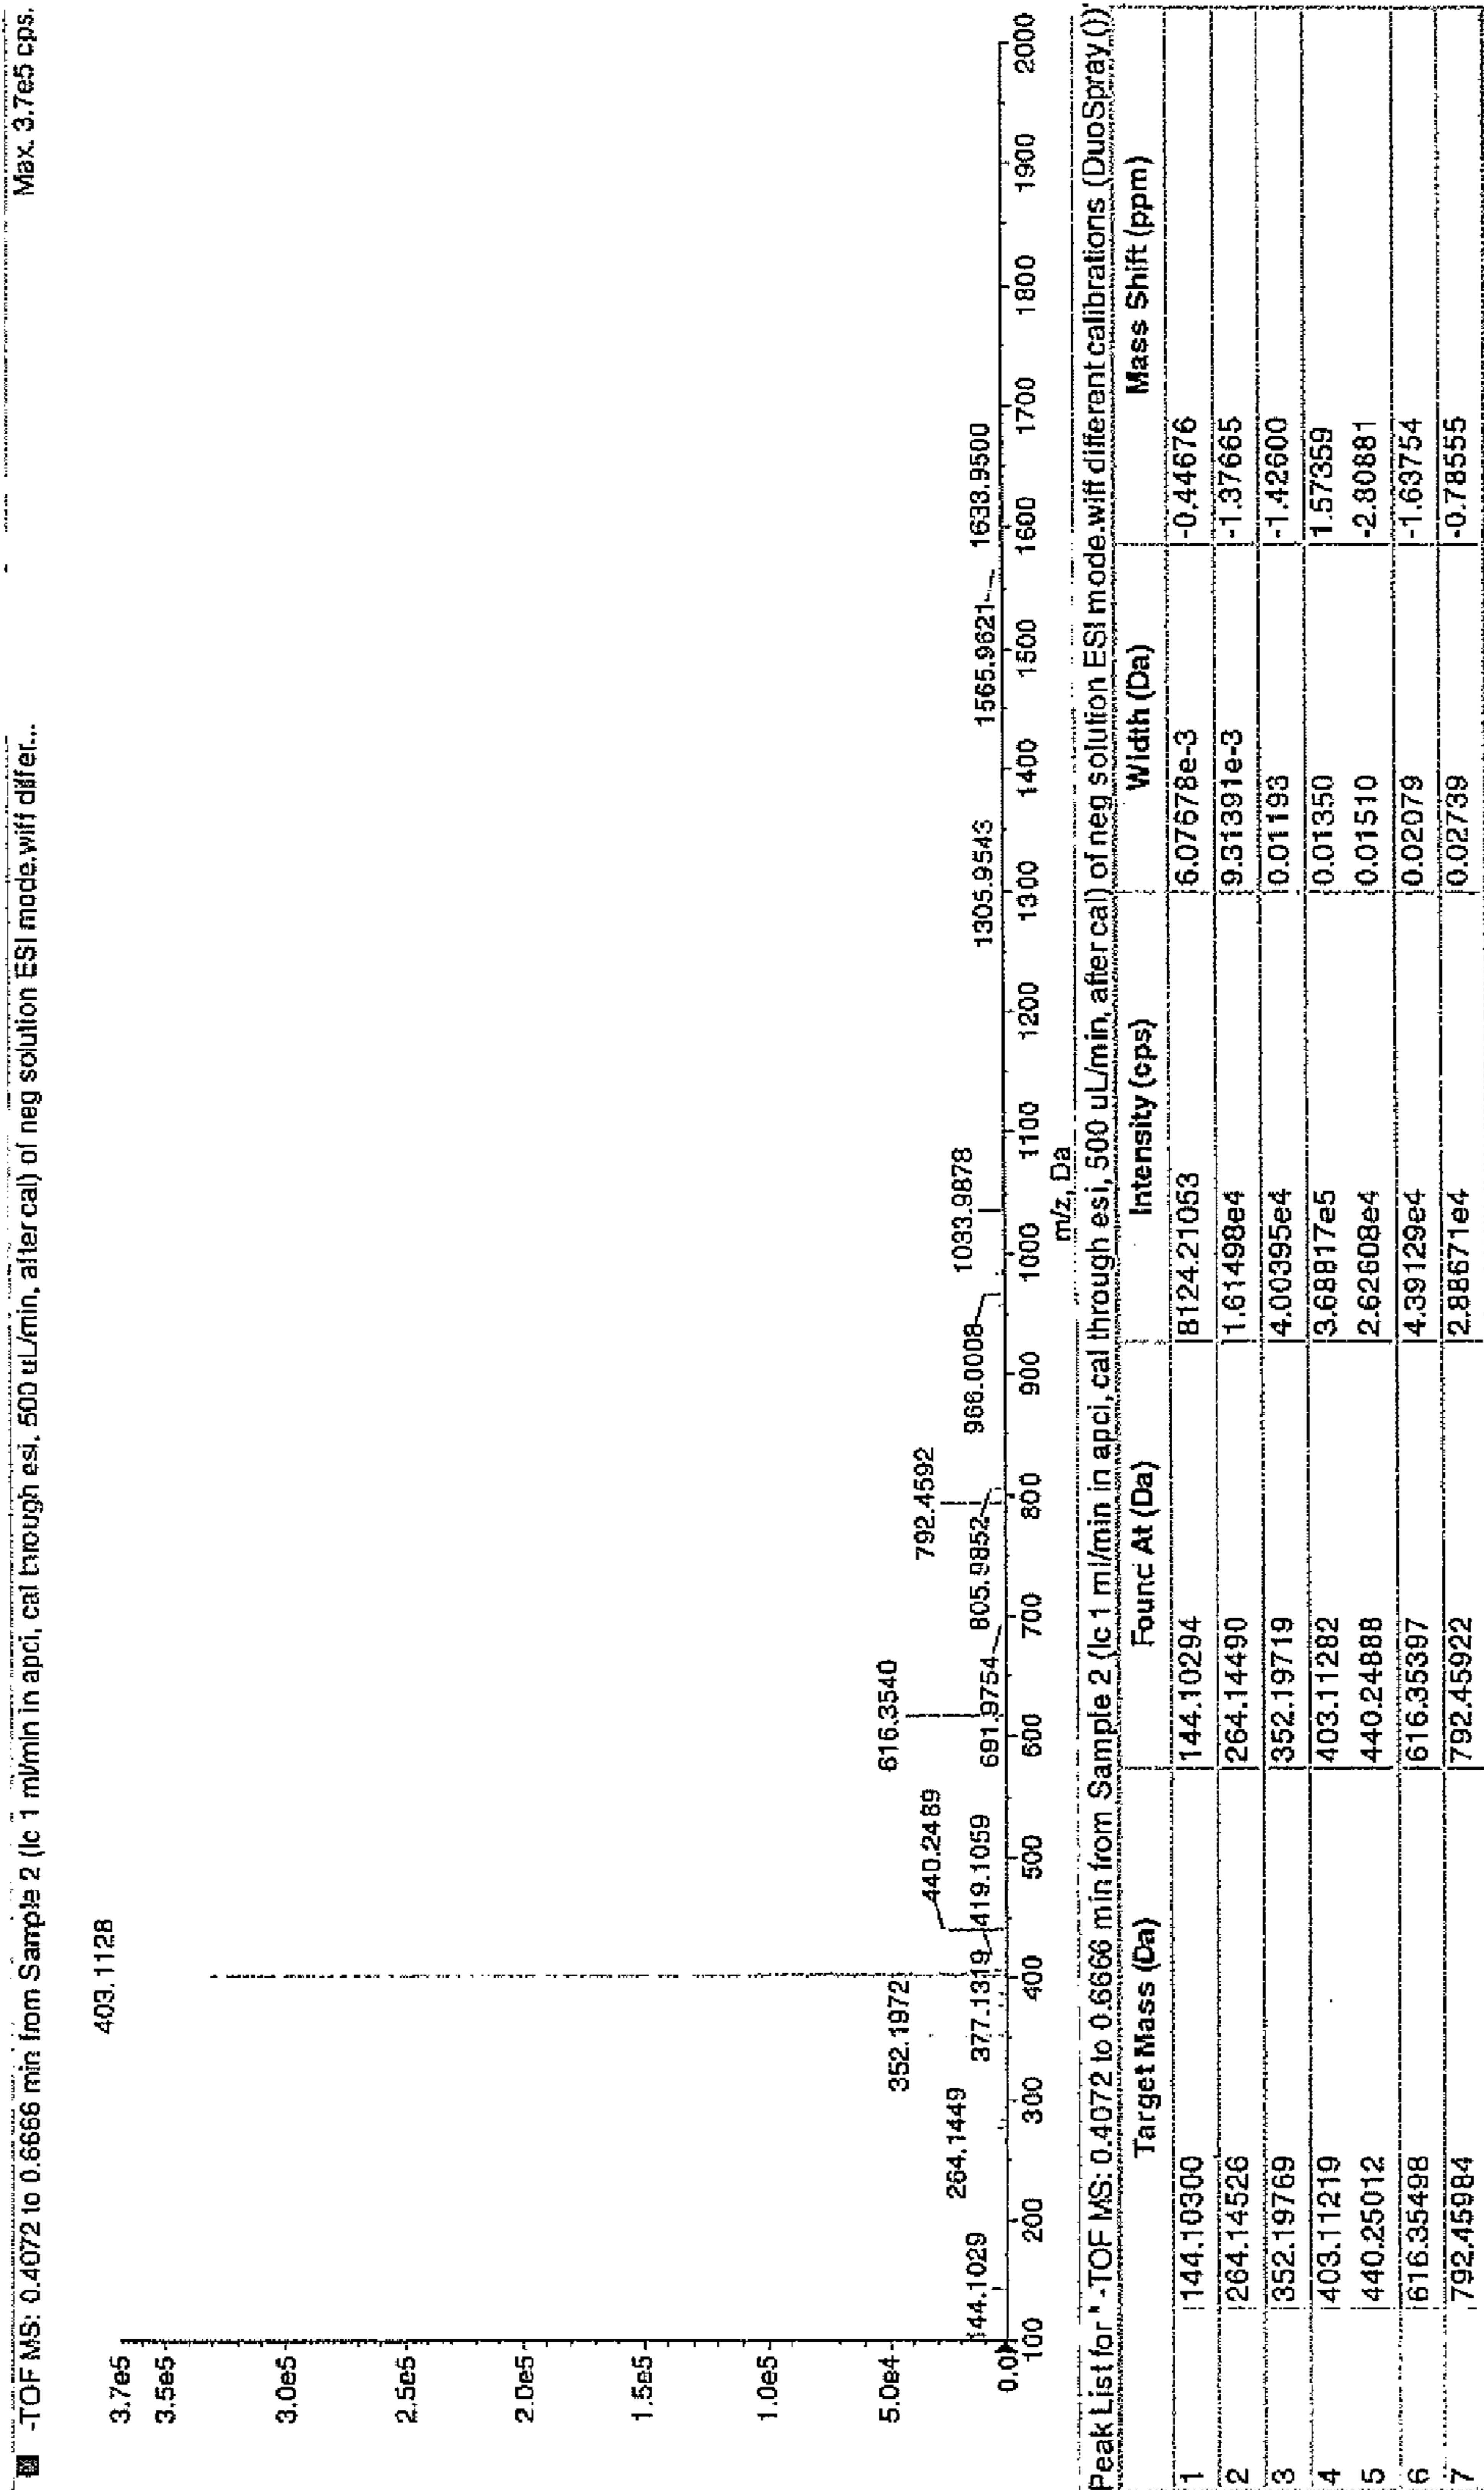 -TOF MS: 0.4072 to 0.6666 min from Sample 2 (lc 1 ml/min in apci, cal through esi, 500 uL/min, after cal) of neg solution ESI mode.wiff differ...
Max. 3.7e5 cps.
403.1128
3.7e5
3.5e5
3.0e5
2.5e5
2.0e5
1.5e5
1.0e5
5.0e4
0.0
144.1029
264.1449
352.1972
377.1319
419.1059
440.2489
616.3540
691.9754
792.4592
805.9852
966.0008
1033.9878
1305.9543
1565.9621
1633.9500
100 200 300 400 500 600 700 800 900 1000 1100 1200 1300 1400 1500 1600 1700 1800 1900 2000
m/z, Da
Peak List for "-TOF MS: 0.4072 to 0.6666 min from Sample 2 (lc 1 ml/min in apci, cal through esi, 500 uL/min, after cal) of neg solution ESI mode.wiff different calibrations (DuoSpray ())"
Target Mass (Da) Found At (Da) Intensity (cps) Width (Da) Mass Shift (ppm)
1 144.10300 144.10294 8124.21053 6.07678e-3 -0.44676
2 264.14526 264.14490 1.61498e4 9.31391e-3 -1.37665
3 352.19769 352.19719 4.00395e4 0.01193 -1.42600
4 403.11219 403.11282 3.68817e5 0.01350 1.57359
5 440.25012 440.24888 2.62608e4 0.01510 -2.80881
6 616.35498 616.35397 4.39129e4 0.02079 -1.63754
7 792.45984 792.45922 2.88671e4 0.02739 -0.78555